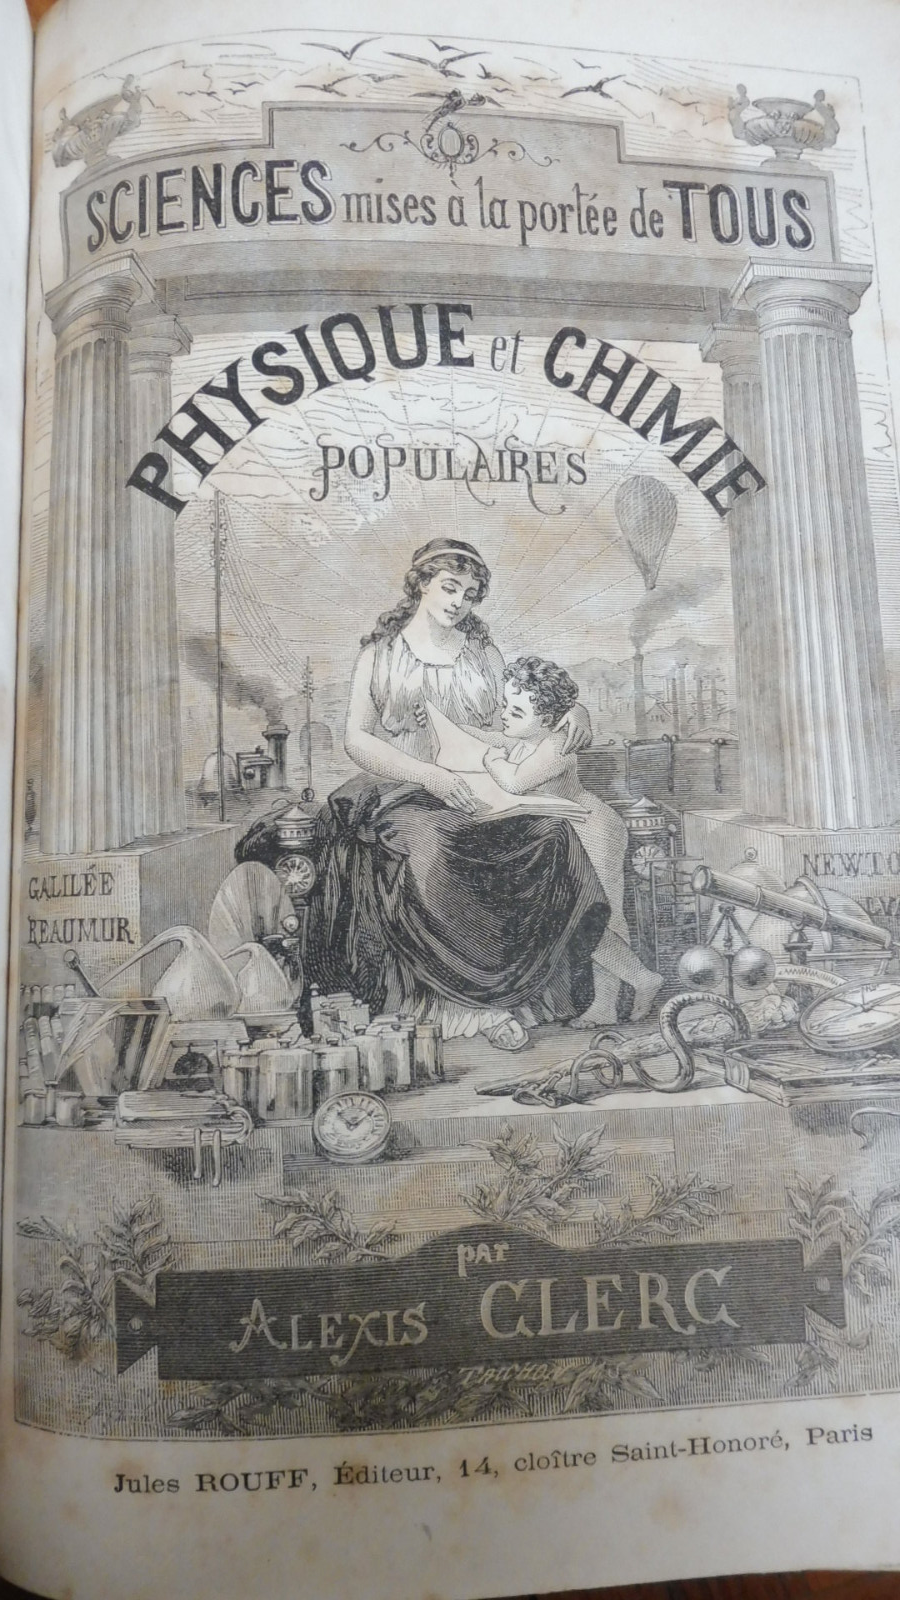 SCIENCES mises à la portée de TOUS
PHYSIQUE et CHIMIE
POPULAIRES
GALILÉE
REAUMUR
NEWTO
par
ALEXIS CLERC
Jules ROUFF, Éditeur, 14, cloître Saint-Honoré, Paris